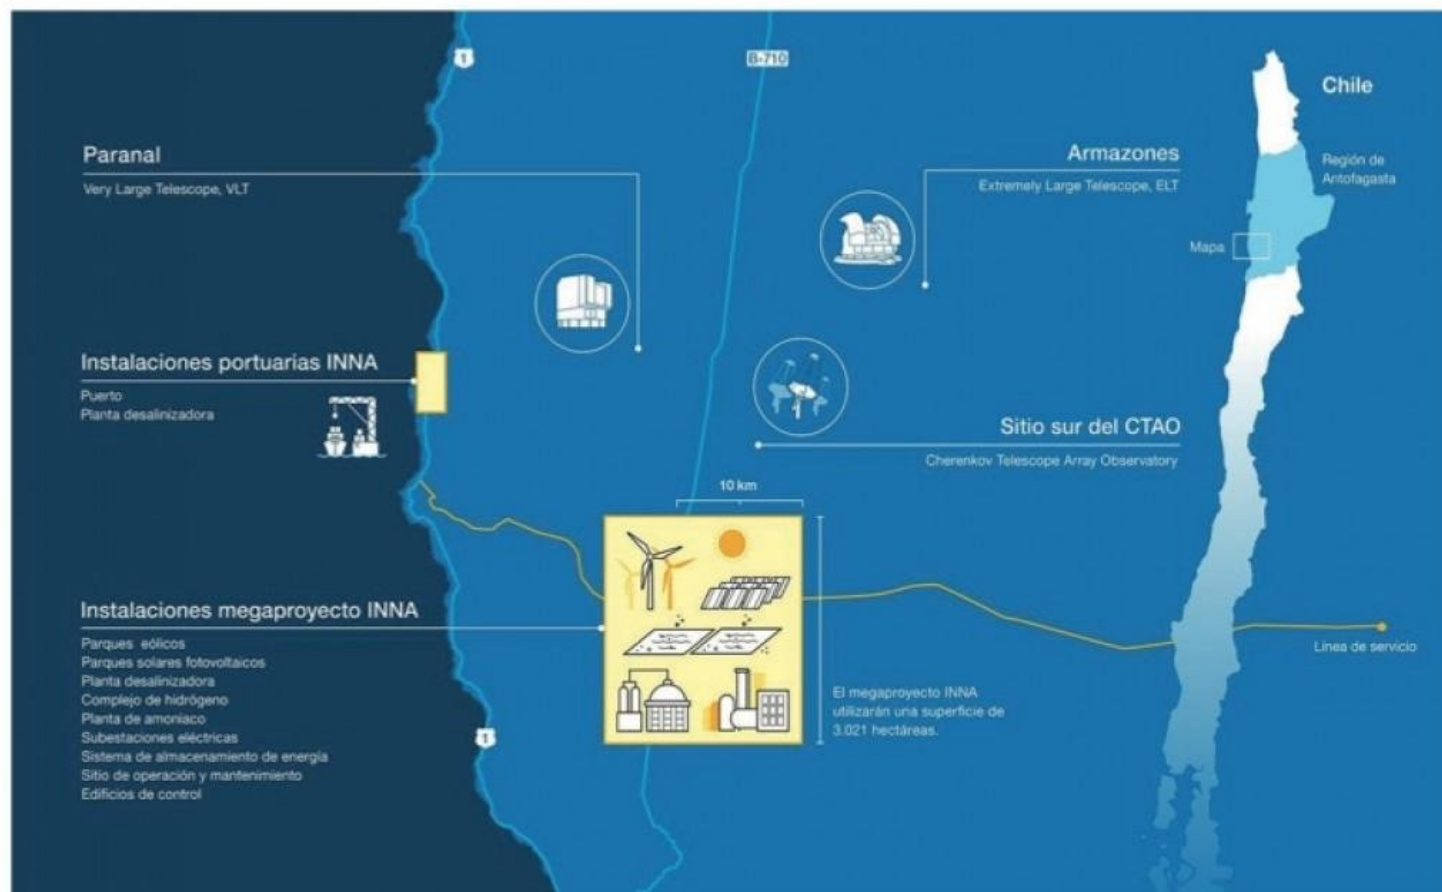 1
B-710
Chile
Paranal
Very Large Telescope, VLT
Armazones
Extremely Large Telescope, ELT
Región de
Antofagasta
Mapa
Instalaciones portuarias INNA
Puerto
Planta desalinizadora
Sitio sur del CTAO
Cherenkov Telescope Array Observatory
10 km
Instalaciones megaproyecto INNA
Parques eólicos
Parques solares fotovoltaicos
Planta desalinizadora
Complejo de hidrógeno
Planta de amoniaco
Subestaciones eléctricas
Sistema de almacenamiento de energía
Sitio de operación y mantenimiento
Edificios de control
Línea de servicio
El megaproyecto INNA
utilizarán una superficie de
3.021 hectáreas.
1